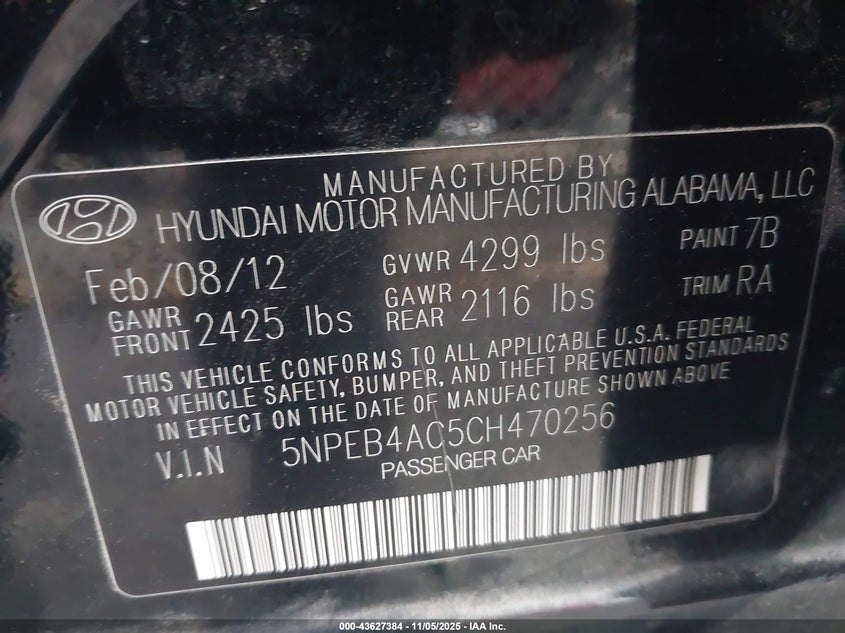 MANUFACTURED BY
HYUNDAI MOTOR MANUFACTURING ALABAMA, LLC
Feb/08/12 GVWR 4299 lbs PAINT 7B
GAWR FRONT 2425 lbs GAWR REAR 2116 lbs TRIM RA
THIS VEHICLE CONFORMS TO ALL APPLICABLE U.S.A. FEDERAL
MOTOR VEHICLE SAFETY, BUMPER, AND THEFT PREVENTION STANDARDS
IN EFFECT ON THE DATE OF MANUFACTURE SHOWN ABOVE
V.I.N 5NPEB4AC5CH470256
PASSENGER CAR
000-43627384 - 11/05/2025 - IAA Inc.